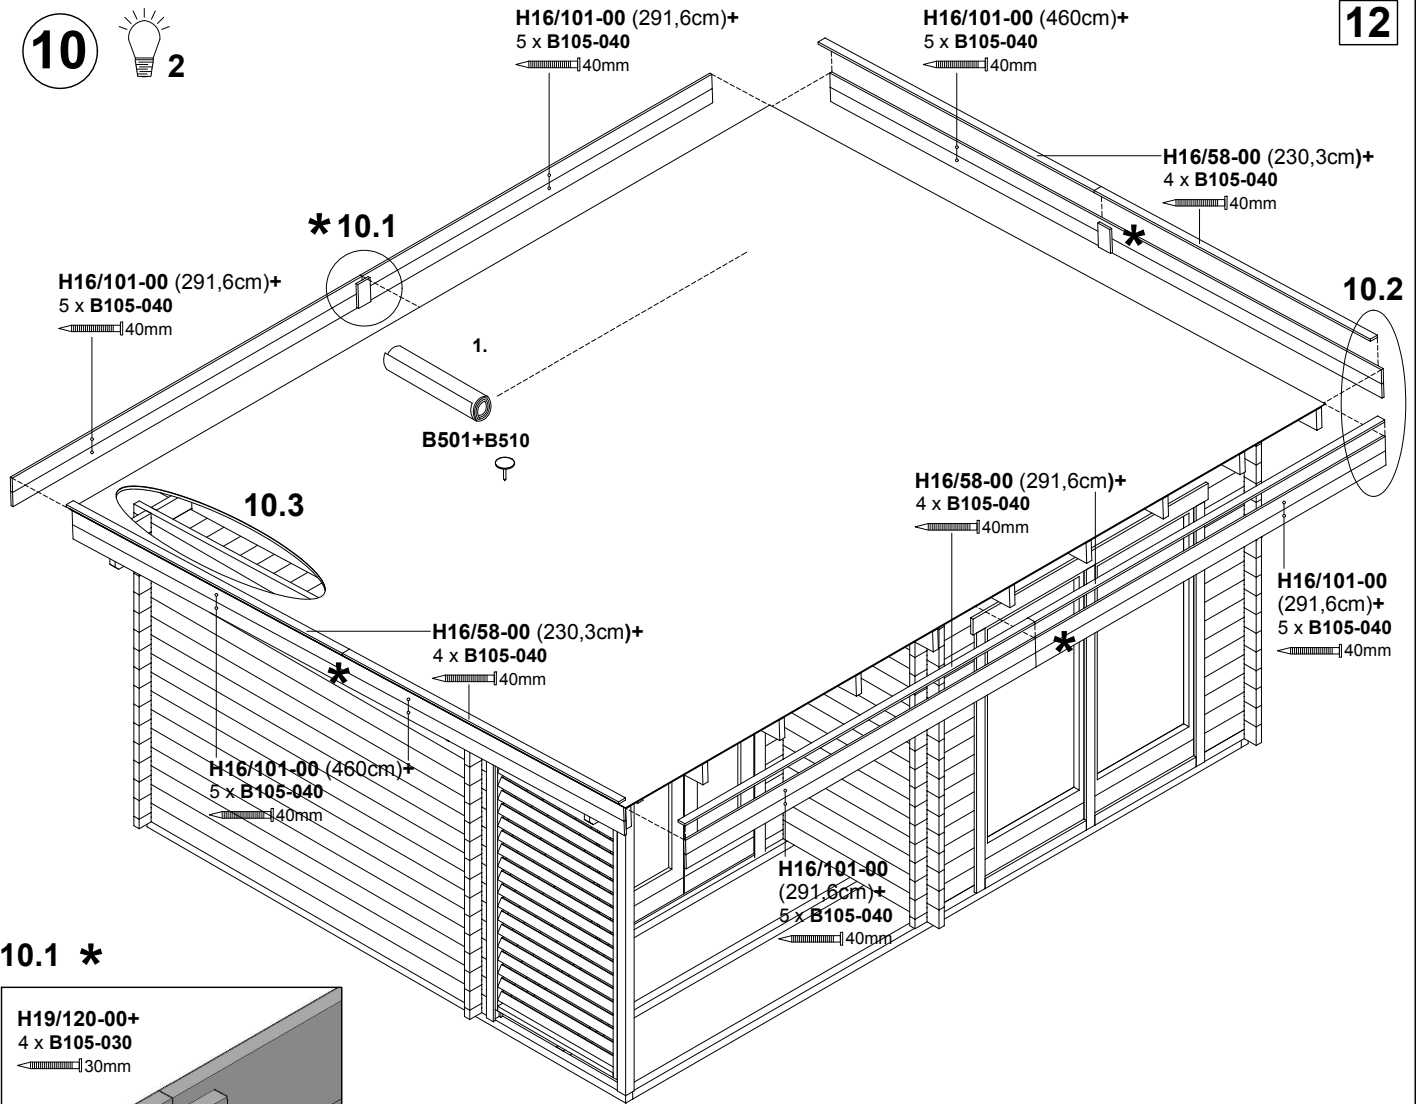 10
2
12
H16/101-00 (291,6cm)+
5 x B105-040
40mm
H16/101-00 (460cm)+
5 x B105-040
40mm
H16/58-00 (230,3cm)+
4 x B105-040
40mm
* 10.1
*
H16/101-00 (291,6cm)+
5 x B105-040
40mm
10.2
1.
B501+B510
10.3
H16/58-00 (291,6cm)+
4 x B105-040
40mm
H16/101-00
(291,6cm)+
5 x B105-040
40mm
H16/58-00 (230,3cm)+
4 x B105-040
40mm
*
*
H16/101-00 (460cm)+
5 x B105-040
40mm
H16/101-00
(291,6cm)+
5 x B105-040
40mm
10.1 *
H19/120-00+
4 x B105-030
30mm